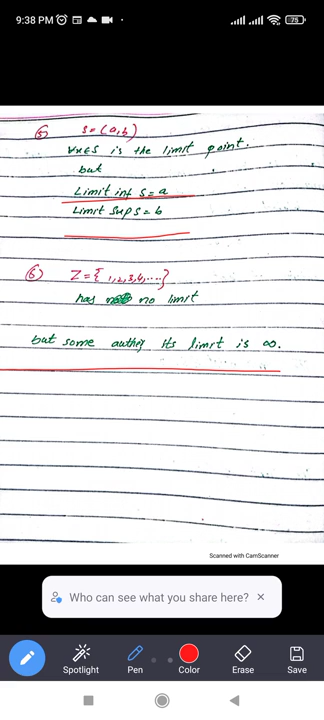 9:38 PM
75
(5) S = (a,b)
∀x∈S is the limit point.
but
Limit inf S = a
Limit Sup S = b
(6) Z = { 1,2,3,4,.....}
has no limit
but some auther its limit is ∞.
Scanned with CamScanner
Who can see what you share here? ×
Spotlight Pen Color Erase Save